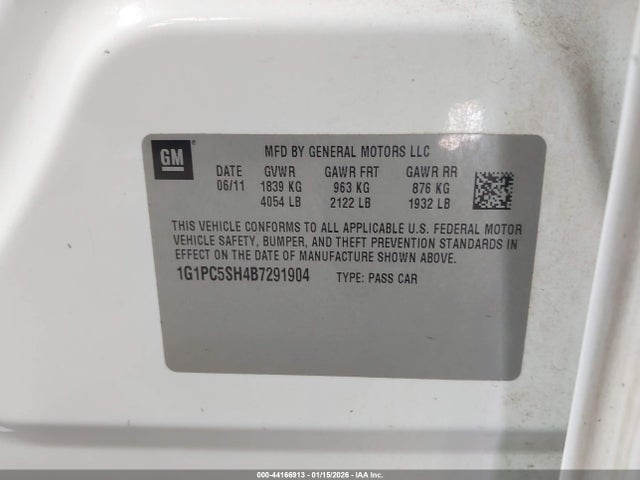 GM
MFD BY GENERAL MOTORS LLC
DATE GVWR GAWR FRT GAWR RR
06/11 1839 KG 963 KG 876 KG
4054 LB 2122 LB 1932 LB
THIS VEHICLE CONFORMS TO ALL APPLICABLE U.S. FEDERAL MOTOR
VEHICLE SAFETY, BUMPER, AND THEFT PREVENTION STANDARDS IN
EFFECT ON THE DATE OF MANUFACTURE SHOWN ABOVE.
1G1PC5SH4B7291904 TYPE: PASS CAR
000-44166913 - 01/15/2026 - IAAI.COM